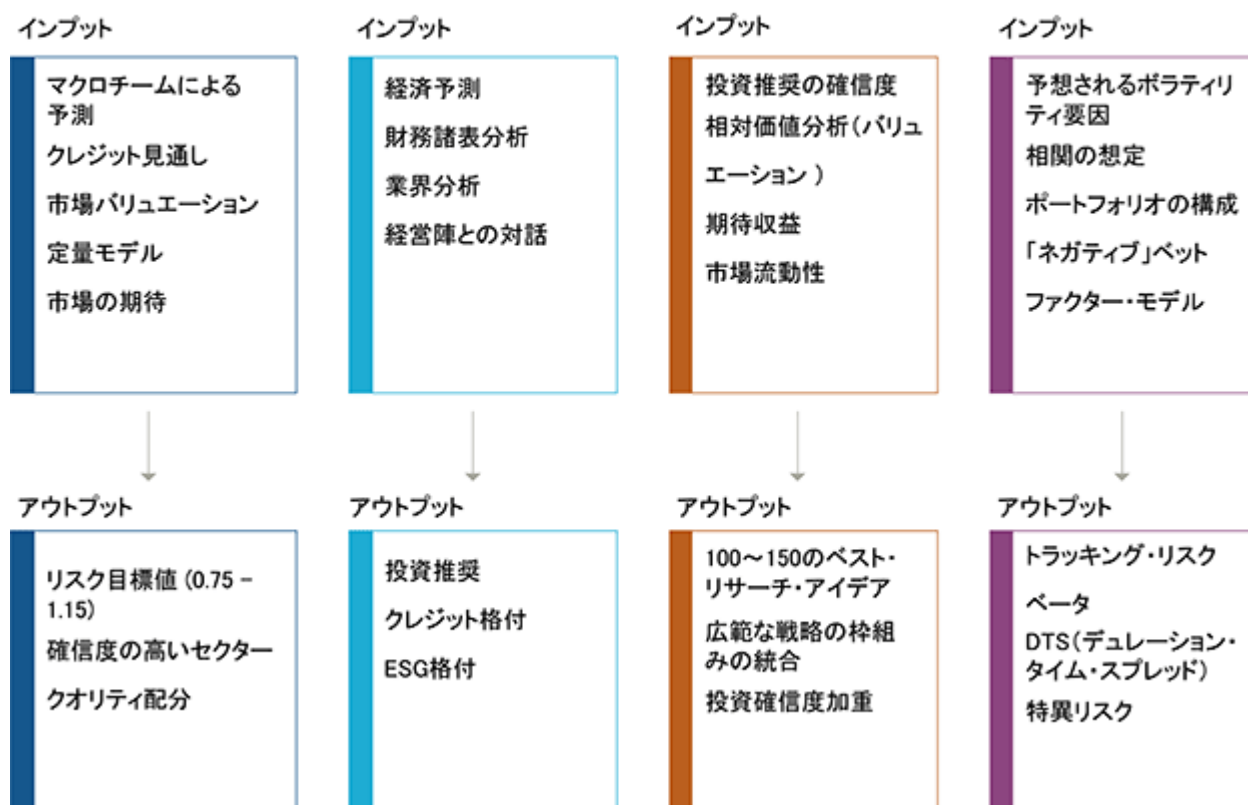 インプット
マクロチームによる
予測
クレジット見通し
市場バリュエーション
定量モデル
市場の期待
インプット
経済予測
財務諸表分析
業界分析
経営陣との対話
インプット
投資推奨の確信度
相対価値分析（バリュ
エーション ）
期待収益
市場流動性
インプット
予想されるボラティリ
ティ要因
相関の想定
ポートフォリオの構成
「ネガティブ」ベット
ファクター・モデル
アウトプット
リスク目標値 (0.75 –
1.15)
確信度の高いセクター
クオリティ配分
アウトプット
投資推奨
クレジット格付
ESG格付
アウトプット
100～150のベスト・
リサーチ・アイデア
広範な戦略の枠組
みの統合
投資確信度加重
アウトプット
トラッキング・リスク
ベータ
DTS（デュレーション・
タイム・スプレッド）
特異リスク